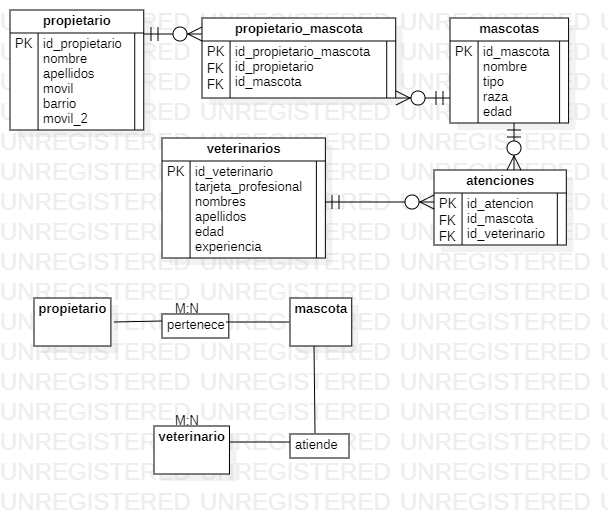 propietario
PK id_propietario
nombre
apellidos
movil
barrio
movil_2
propietario_mascota
PK id_propietario_mascota
FK id_propietario
FK id_mascota
mascotas
PK id_mascota
nombre
tipo
raza
edad
veterinarios
PK id_veterinario
tarjeta_profesional
nombres
apellidos
edad
experiencia
atenciones
PK id_atencion
FK id_mascota
FK id_veterinario
propietario
M:N
pertenece
mascota
M:N
veterinario
atiende
UNREGISTERED